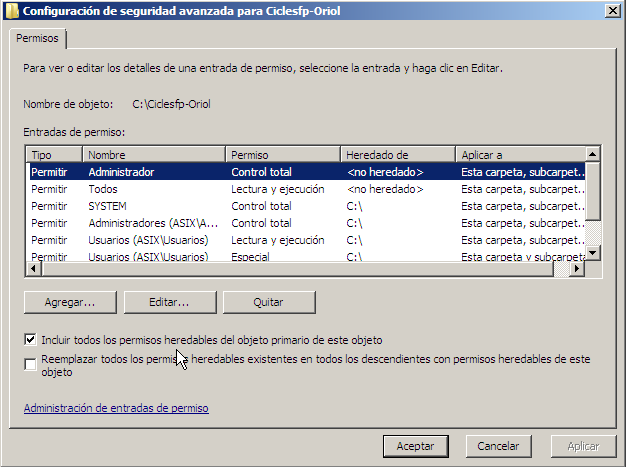 Configuración de seguridad avanzada para Ciclesfp-Oriol
Permisos
Para ver o editar los detalles de una entrada de permiso, seleccione la entrada y haga clic en Editar.
Nombre de objeto: C:\Ciclesfp-Oriol
Entradas de permiso:
Tipo Nombre Permiso Heredado de Aplicar a
Permitir Administrador Control total <no heredado> Esta carpeta, subcarpet...
Permitir Todos Lectura y ejecución <no heredado> Esta carpeta, subcarpet...
Permitir SYSTEM Control total C:\ Esta carpeta, subcarpet...
Permitir Administradores (ASIX\A... Control total C:\ Esta carpeta, subcarpet...
Permitir Usuarios (ASIX\Usuarios) Lectura y ejecución C:\ Esta carpeta, subcarpet...
Permitir Usuarios (ASIX\Usuarios) Especial C:\ Esta carpeta y subcarpeta
Agregar... Editar... Quitar
Incluir todos los permisos heredables del objeto primario de este objeto
Reemplazar todos los permisos heredables existentes en todos los descendientes con permisos heredables de este
objeto
Administración de entradas de permiso
Aceptar Cancelar Aplicar